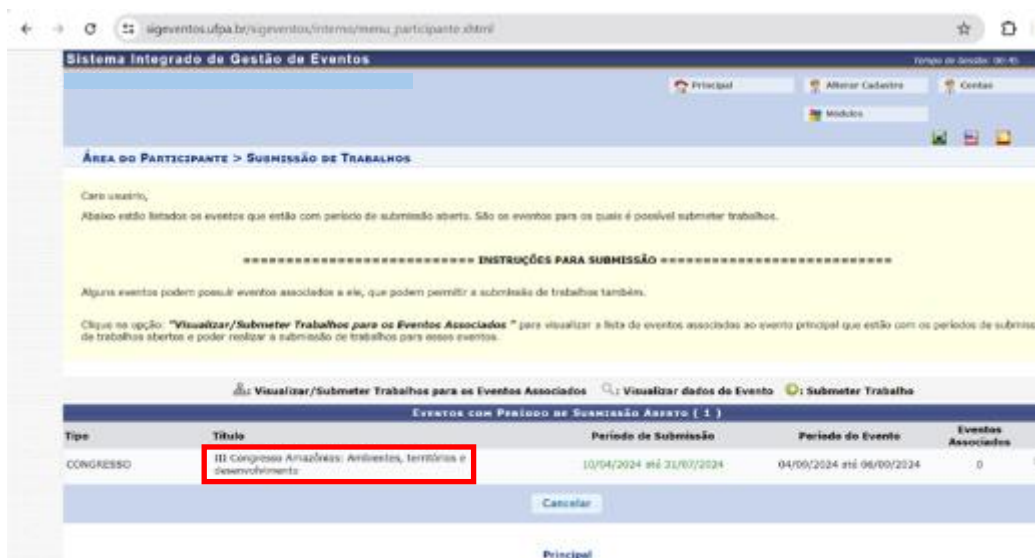 sigeventos.ufpa.br/sigeventos/interno/menu_participante.xhtml
Sistema Integrado de Gestão de Eventos
Tempo de Sessão: 00:45
Principal
Alterar Cadastro
Contas
Módulos
Área do Participante > Submissão de Trabalhos
Caro usuário,
Abaixo estão listados os eventos que estão com período de submissão aberto. São os eventos para os quais é possível submeter trabalhos.
=========================== INSTRUÇÕES PARA SUBMISSÃO ===========================
Alguns eventos podem possuir eventos associados a ele, que podem permitir a submissão de trabalhos também.
Clique na opção: "Visualizar/Submeter Trabalhos para os Eventos Associados " para visualizar a lista de eventos associados ao evento principal que estão com os períodos de submiss
de trabalhos abertos e poder realizar a submissão de trabalhos para esses eventos.
: Visualizar/Submeter Trabalhos para os Eventos Associados : Visualizar dados do Evento : Submeter Trabalho
Eventos com Período de Submissão Aberto ( 1 )
Tipo Título Período de Submissão Período do Evento Eventos Associados
CONGRESSO III Congresso Amazônias: Ambientes, territórios e
desenvolvimento 10/04/2024 até 31/07/2024 04/09/2024 até 06/09/2024 0
Cancelar
Principal